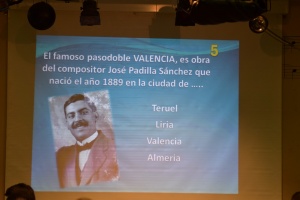 5
El famoso pasodoble VALENCIA, es obra
del compositor José Padilla Sánchez que
nació el año 1889 en la ciudad de .....
Teruel
Liria
Valencia
Almeria